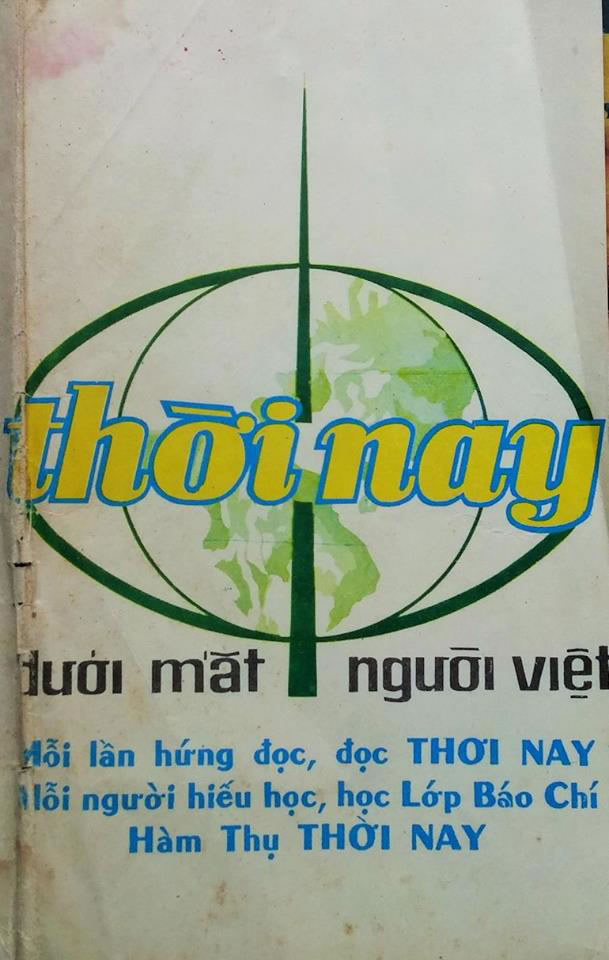 thời nay
dưới mắt người việt
Mỗi lần hứng đọc, đọc THƠI NAY
Mỗi người hiếu học, học Lớp Báo Chí
Hàm Thụ THỜI NAY